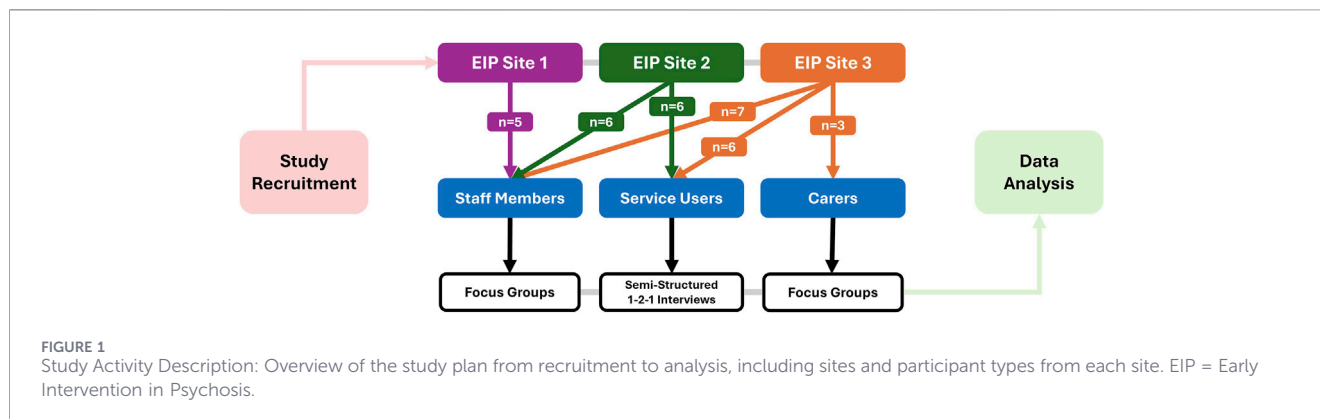 EIP Site 1
EIP Site 2
EIP Site 3
n=5
n=6
n=6
n=7
n=6
n=3
Study
Recruitment
Data
Analysis
Staff Members
Service Users
Carers
Focus Groups
Semi-Structured
1-2-1 Interviews
Focus Groups
FIGURE 1
Study Activity Description: Overview of the study plan from recruitment to analysis, including sites and participant types from each site. EIP = Early
Intervention in Psychosis.